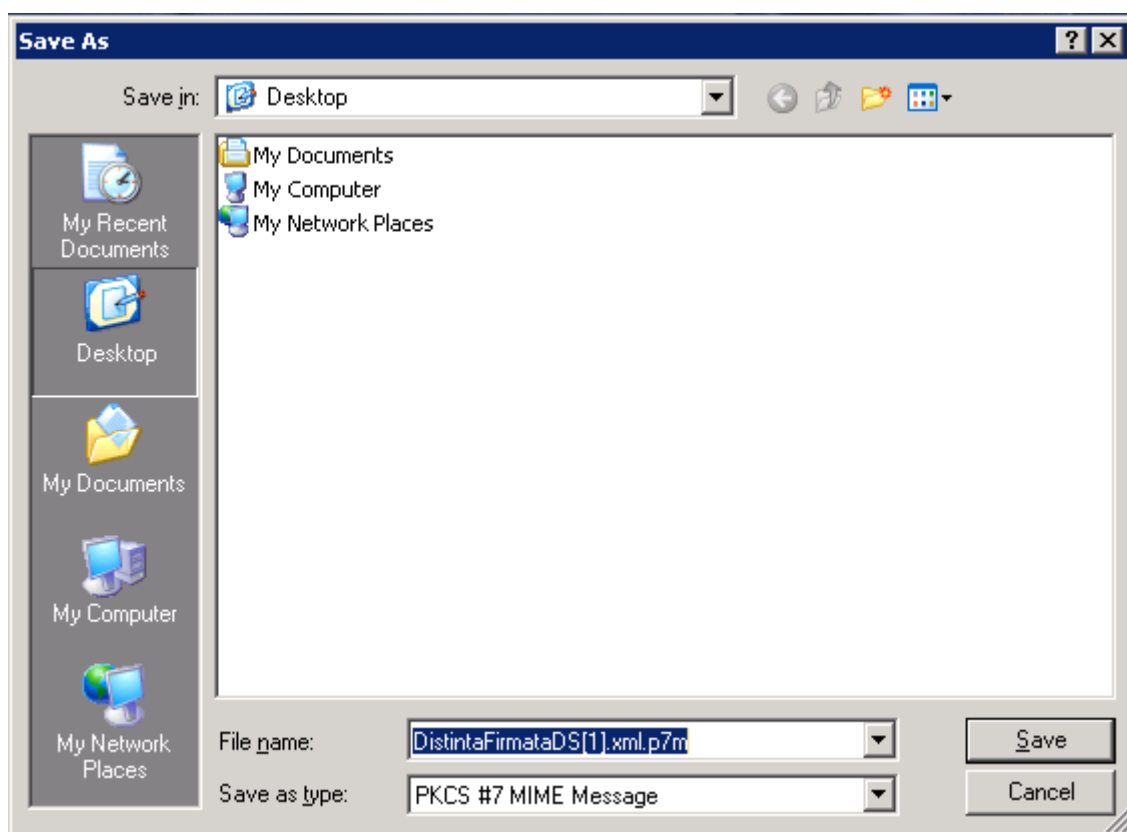 Save As
Save in:
Desktop
My Documents
My Computer
My Network Places
My Recent
Documents
Desktop
My Documents
My Computer
My Network
Places
File name:
DistintaFirmataDS[1].xml.p7m
Save
Save as type:
PKCS #7 MIME Message
Cancel